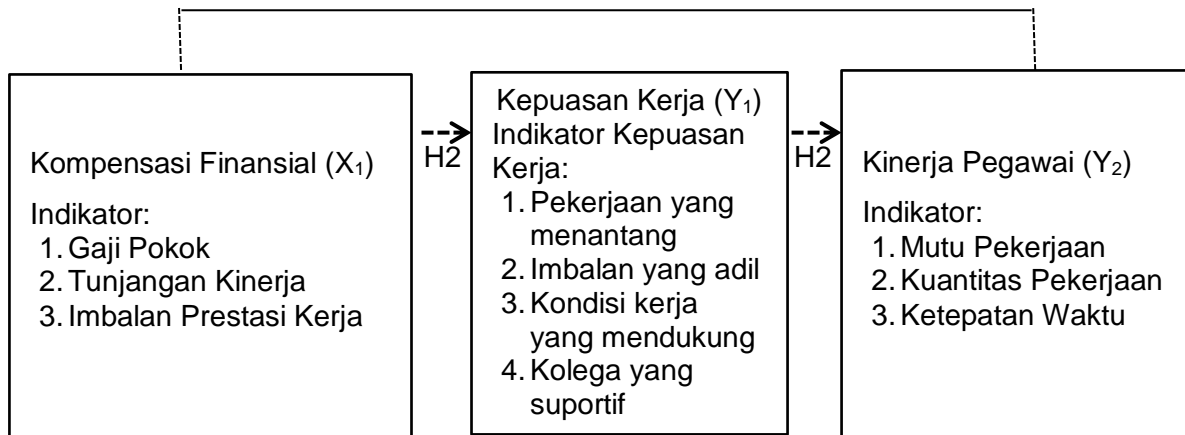 Kompensasi Finansial (X₁)
Indikator:
1. Gaji Pokok
2. Tunjangan Kinerja
3. Imbalan Prestasi Kerja
H2
Kepuasan Kerja (Y₁)
Indikator Kepuasan
Kerja:
1. Pekerjaan yang
menantang
2. Imbalan yang adil
3. Kondisi kerja
yang mendukung
4. Kolega yang
suportif
H2
Kinerja Pegawai (Y₂)
Indikator:
1. Mutu Pekerjaan
2. Kuantitas Pekerjaan
3. Ketepatan Waktu